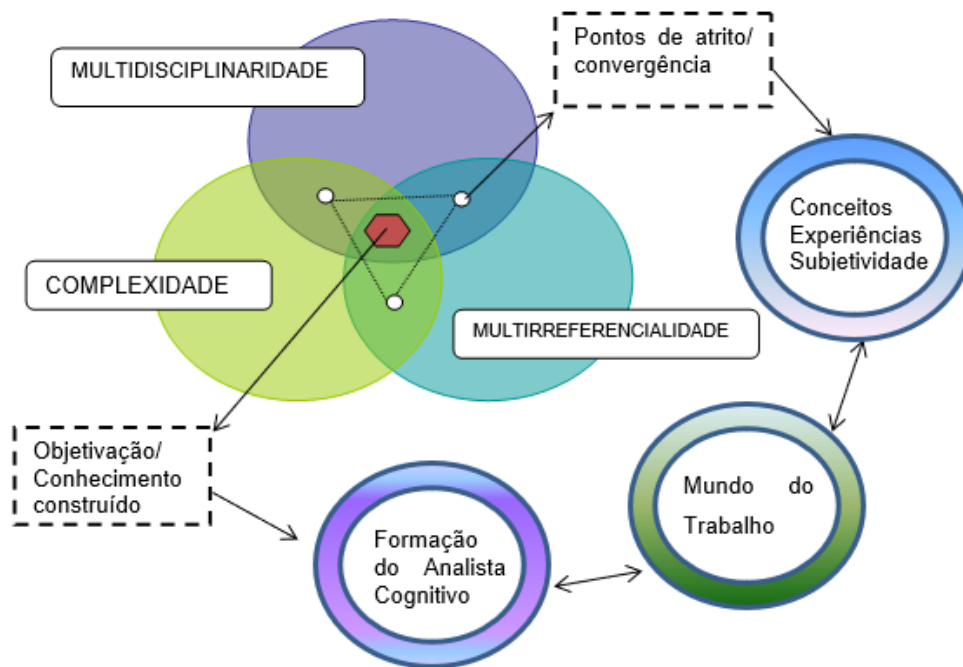 MULTIDISCIPLINARIDADE
Pontos de atrito/
convergência
Conceitos
Experiências
Subjetividade
COMPLEXIDADE
MULTIRREFERENCIALIDADE
Objetivação/
Conhecimento
construído
Formação
do Analista
Cognitivo
Mundo do
Trabalho